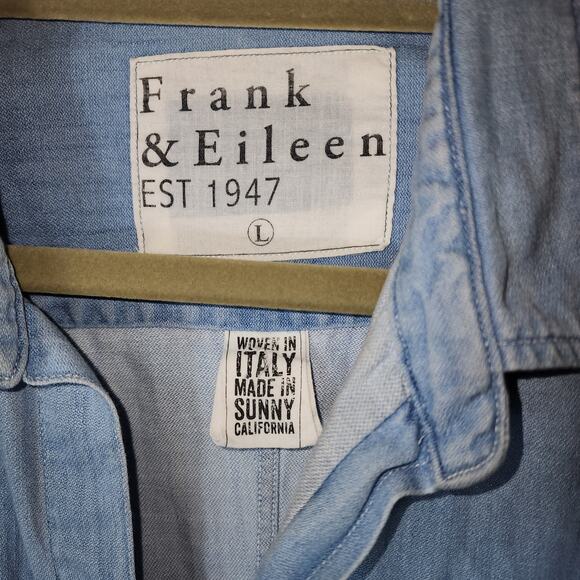 Frank
& Eileen
EST 1947
L
WOVEN IN
ITALY
MADE IN
SUNNY
CALIFORNIA